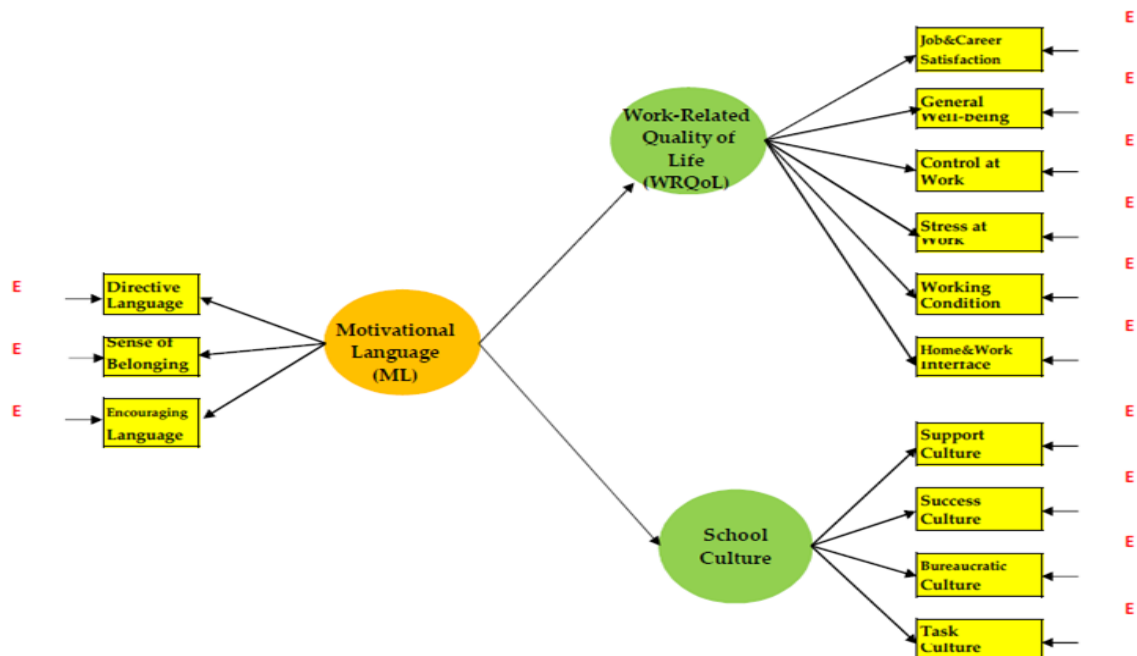 E
Job&Career
Satisfaction
E
General
Well-being
E
Control at
Work
E
Stress at
Work
E
Working
Condition
E
Home&Work
Interface
Work-Related
Quality of
Life
(WRQoL)
E
Directive
Language
E
Sense of
Belonging
E
Encouraging
Language
Motivational
Language
(ML)
E
Support
Culture
E
Success
Culture
E
Bureaucratic
Culture
E
Task
Culture
School
Culture